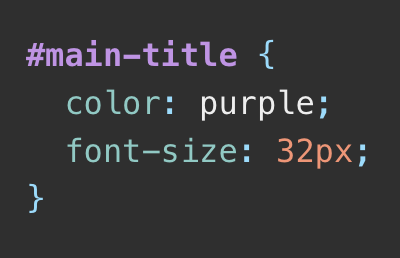 #main-title {
  color: purple;
  font-size: 32px;
}